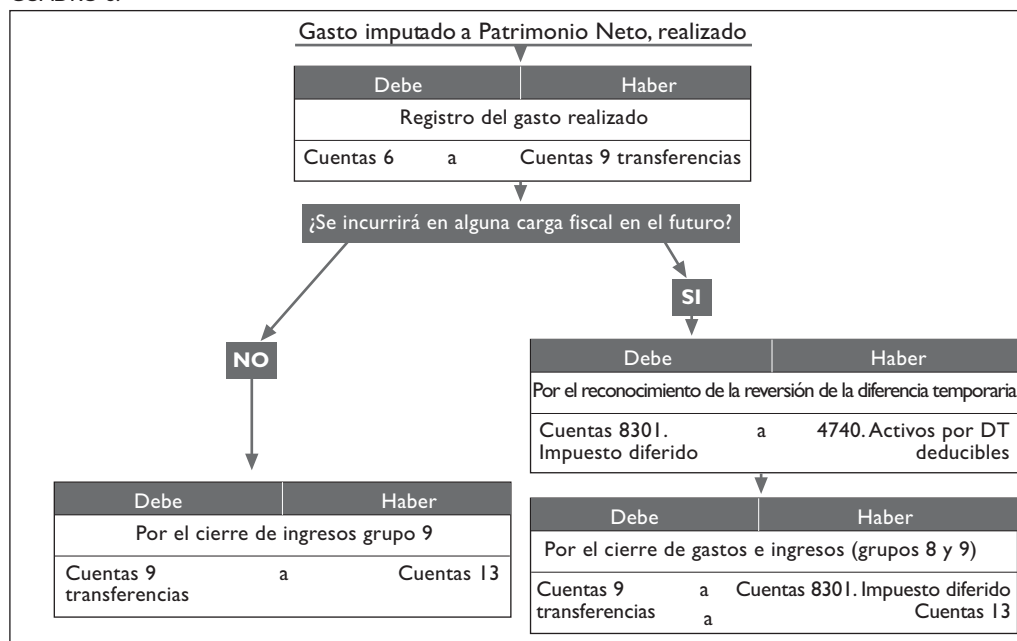 Gasto imputado a Patrimonio Neto, realizado
Debe Haber
Registro del gasto realizado
Cuentas 6 a Cuentas 9 transferencias
¿Se incurrirá en alguna carga fiscal en el futuro?
NO
SI
Debe Haber
Por el reconocimiento de la reversión de la diferencia temporaria
Cuentas 8301. a 4740. Activos por DT
Impuesto diferido deducibles
Debe Haber
Por el cierre de ingresos grupo 9
Cuentas 9 a Cuentas 13
transferencias
Debe Haber
Por el cierre de gastos e ingresos (grupos 8 y 9)
Cuentas 9 a Cuentas 8301. Impuesto diferido
transferencias a Cuentas 13